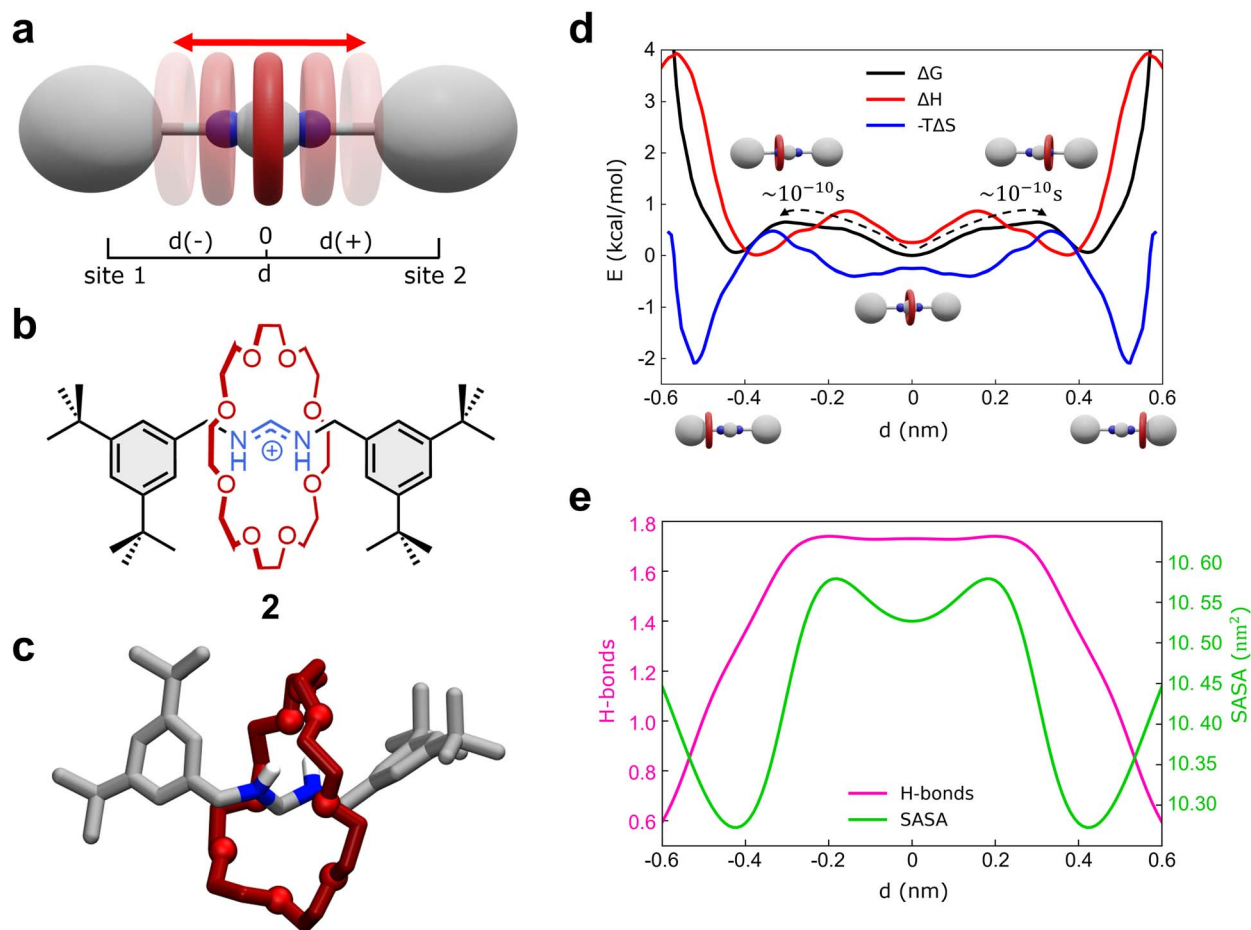 a
d(-)
0
d(+)
site 1
d
site 2
b
O O
O O
N N
H H
⊕
O O
O O
2
c
d
E (kcal/mol)
4
3
2
1
0
-1
-2
ΔG
ΔH
-TΔS
~10⁻¹⁰s
~10⁻¹⁰s
-0.6 -0.4 -0.2 0 0.2 0.4 0.6
d (nm)
e
H-bonds
1.8
1.6
1.4
1.2
1.0
0.8
0.6
H-bonds
SASA
10. 60
10. 55
10. 50
10. 45
10. 40
10. 35
10. 30
SASA (nm²)
-0.6 -0.4 -0.2 0 0.2 0.4 0.6
d (nm)